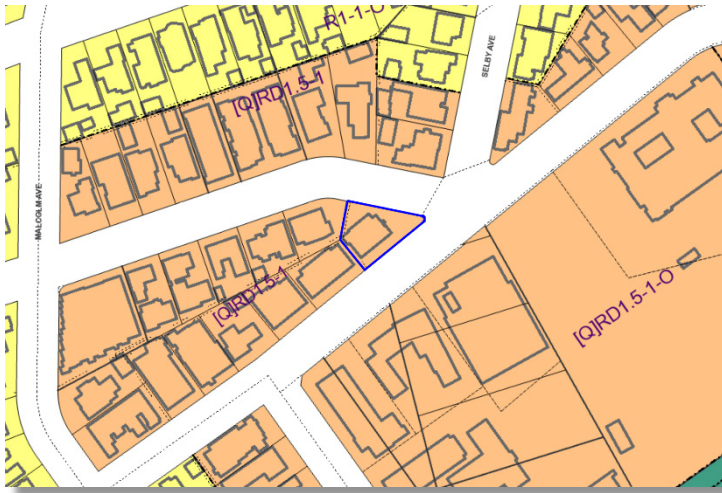 R1-1-O
SELBY AVE
[Q]RD1.5-1
MALCOLM AVE
[Q]RD1.5-1
[Q]RD1.5-1-O